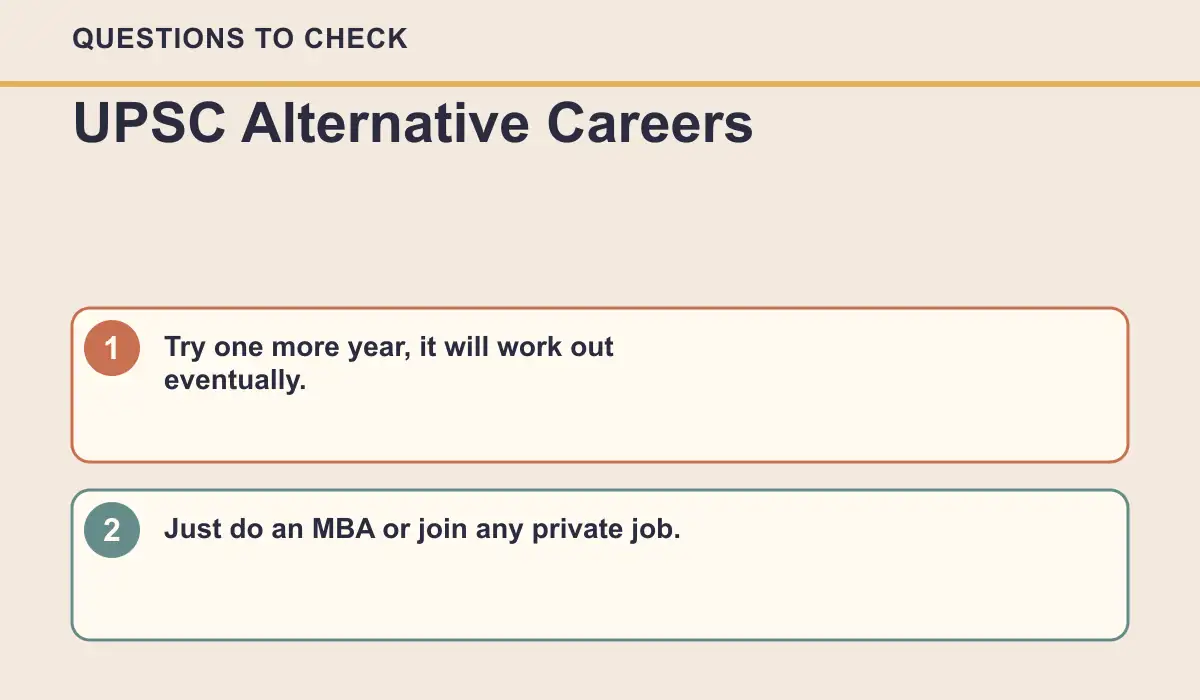 QUESTIONS TO CHECK
UPSC Alternative Careers
1
Try one more year, it will work out
eventually.
2
Just do an MBA or join any private job.